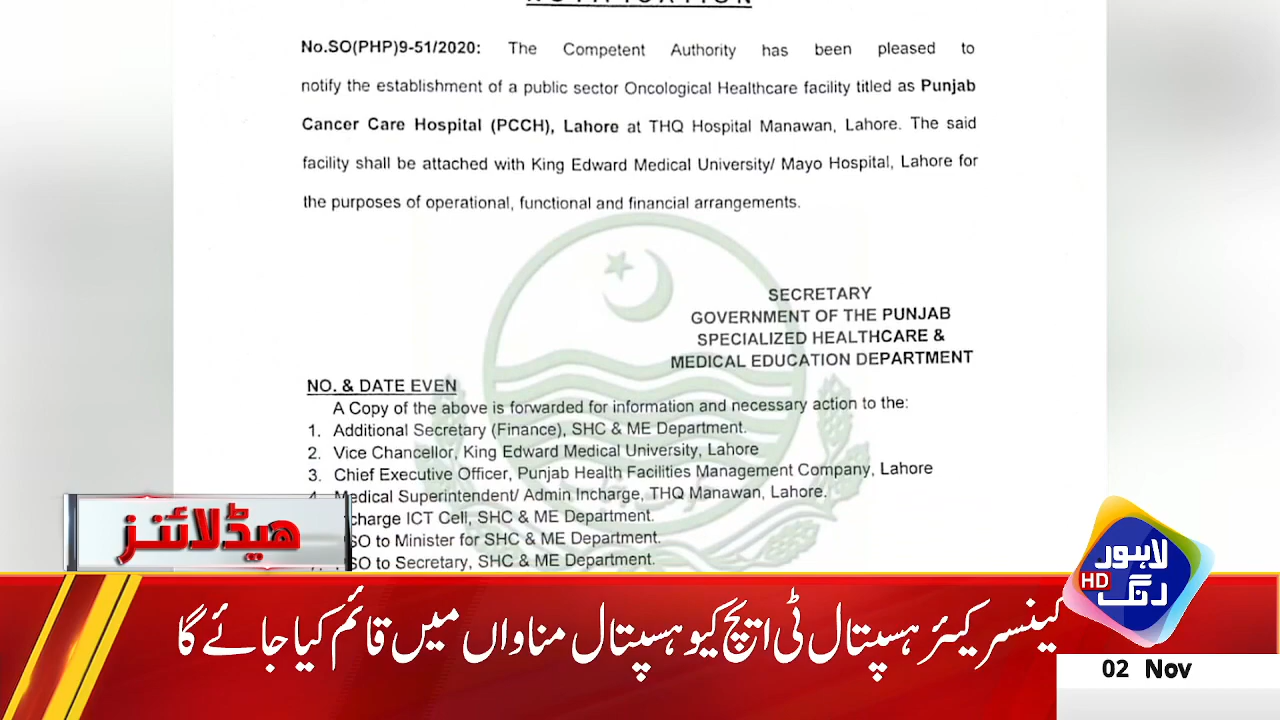 NOTIFICATION
No.SO(PHP)9-51/2020: The Competent Authority has been pleased to
notify the establishment of a public sector Oncological Healthcare facility titled as Punjab
Cancer Care Hospital (PCCH), Lahore at THQ Hospital Manawan, Lahore. The said
facility shall be attached with King Edward Medical University/ Mayo Hospital, Lahore for
the purposes of operational, functional and financial arrangements.
SECRETARY
GOVERNMENT OF THE PUNJAB
SPECIALIZED HEALTHCARE &
MEDICAL EDUCATION DEPARTMENT
NO. & DATE EVEN
A Copy of the above is forwarded for information and necessary action to the:
1. Additional Secretary (Finance), SHC & ME Department.
2. Vice Chancellor, King Edward Medical University, Lahore
3. Chief Executive Officer, Punjab Health Facilities Management Company, Lahore
4. Medical Superintendent/ Admin Incharge, THQ Manawan, Lahore.
charge ICT Cell, SHC & ME Department.
SO to Minister for SHC & ME Department.
SO to Secretary, SHC & ME Department.
ہیڈلائنز
لاہور
رنگ HD
کینسر کیئر ہسپتال ٹی ایچ کیو ہسپتال مناواں میں قائم کیا جائے گا
02 Nov